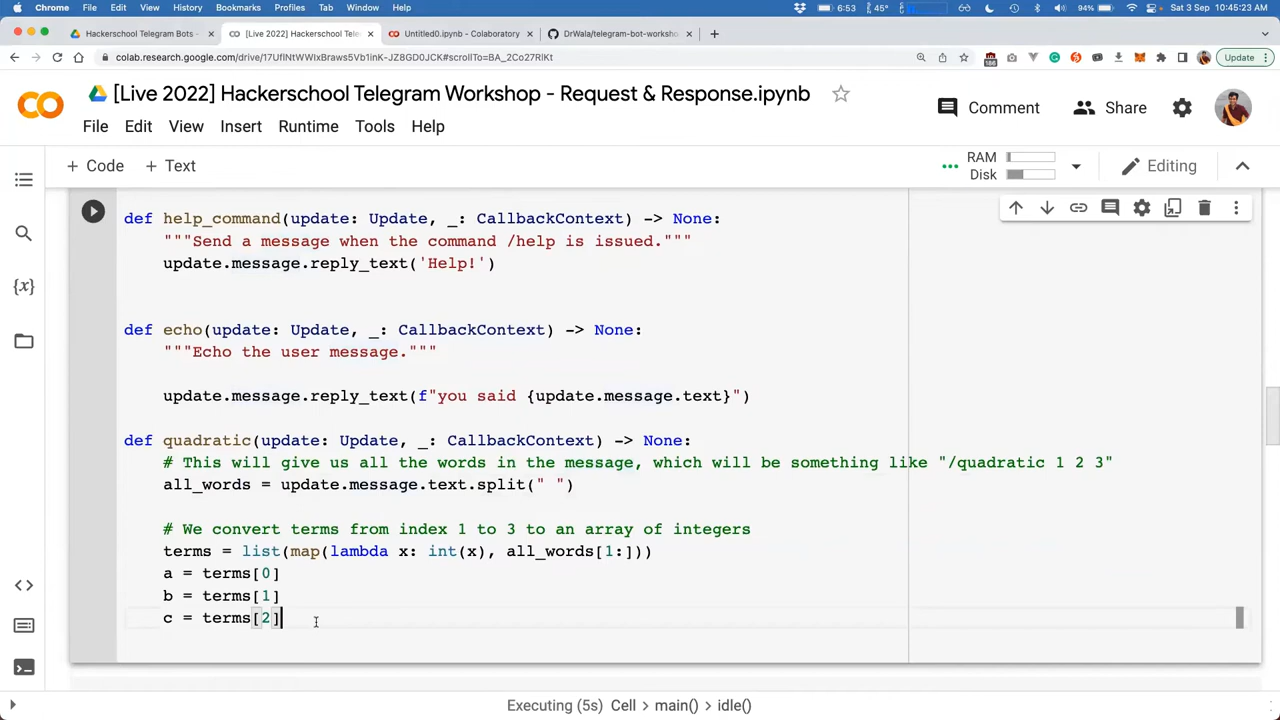 Chrome File Edit View History Bookmarks Profiles Tab Window Help 6:53 45° 94% Sat 3 Sep 10:45:23 AM
Hackerschool Telegram Bots - [Live 2022] Hackerschool Tele Untitled0.ipynb - Colaboratory DrWala/telegram-bot-worksho
colab.research.google.com/drive/ Update
[Live 2022] Hackerschool Telegram Workshop - Request & Response.ipynb
Comment Share
File Edit View Insert Runtime Tools Help
+ Code + Text RAM Disk Editing
def help_command(update: Update, _: CallbackContext) -> None:
"""Send a message when the command /help is issued."""
update.message.reply_text('Help!')
def echo(update: Update, _: CallbackContext) -> None:
"""Echo the user message."""
update.message.reply_text(f"you said {update.message.text}")
def quadratic(update: Update, _: CallbackContext) -> None:
# This will give us all the words in the message, which will be something like "/quadratic 1 2 3"
all_words = update.message.text.split(" ")
# We convert terms from index 1 to 3 to an array of integers
terms = list(map(lambda x: int(x), all_words[1:]))
a = terms[0]
b = terms[1]
c = terms[2]
Executing (5s) Cell > main() > idle()